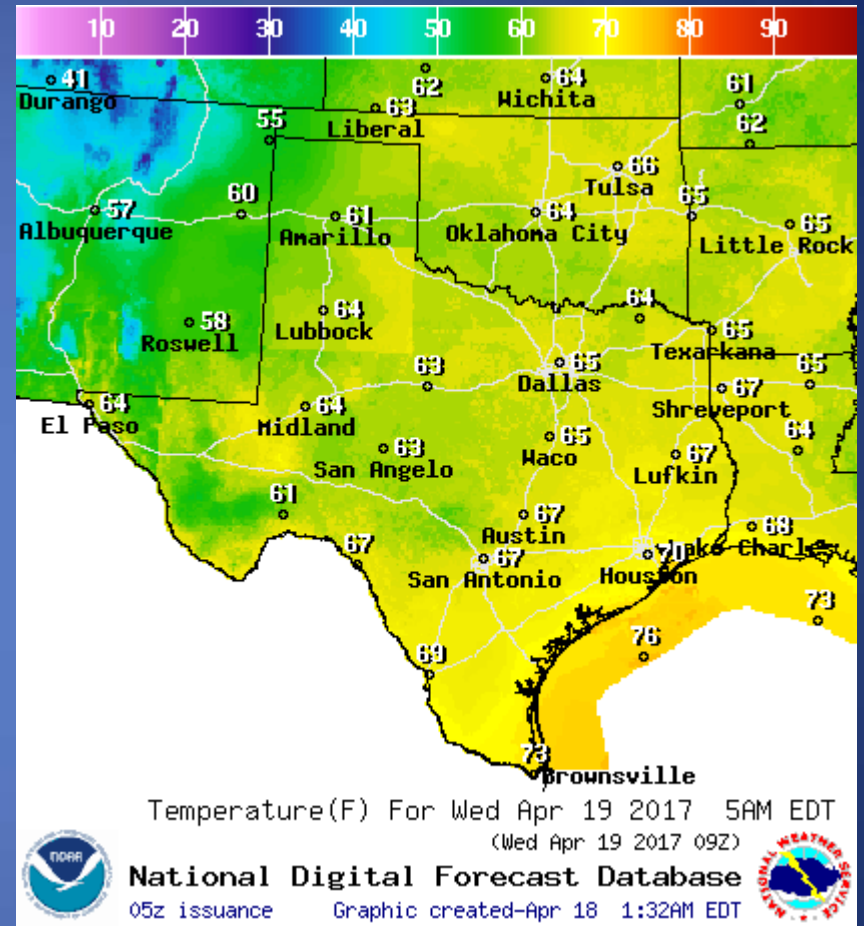 10 20 30 40 50 60 70 80 90
41
Durango
62
64
Wichita
61
63
Liberal
55
62
66
Tulsa
57
Albuquerque
60
61
Amarillo
64
Oklahoma City
65
65
Little Rock
58
Roswell
64
Lubbock
64
65
Texarkana
63
65
Dallas
67
Shreveport
65
64
El Paso
64
Midland
63
San Angelo
65
Waco
67
Lufkin
64
61
67
Austin
68
Lake Charles
67
67
San Antonio
70
Houston
69
76
73
73
Brownsville
Temperature(F) For Wed Apr 19 2017 5AM EDT
(Wed Apr 19 2017 09Z)
National Digital Forecast Database
05z issuance Graphic created-Apr 18 1:32AM EDT
NOAA
NATIONAL WEATHER SERVICE